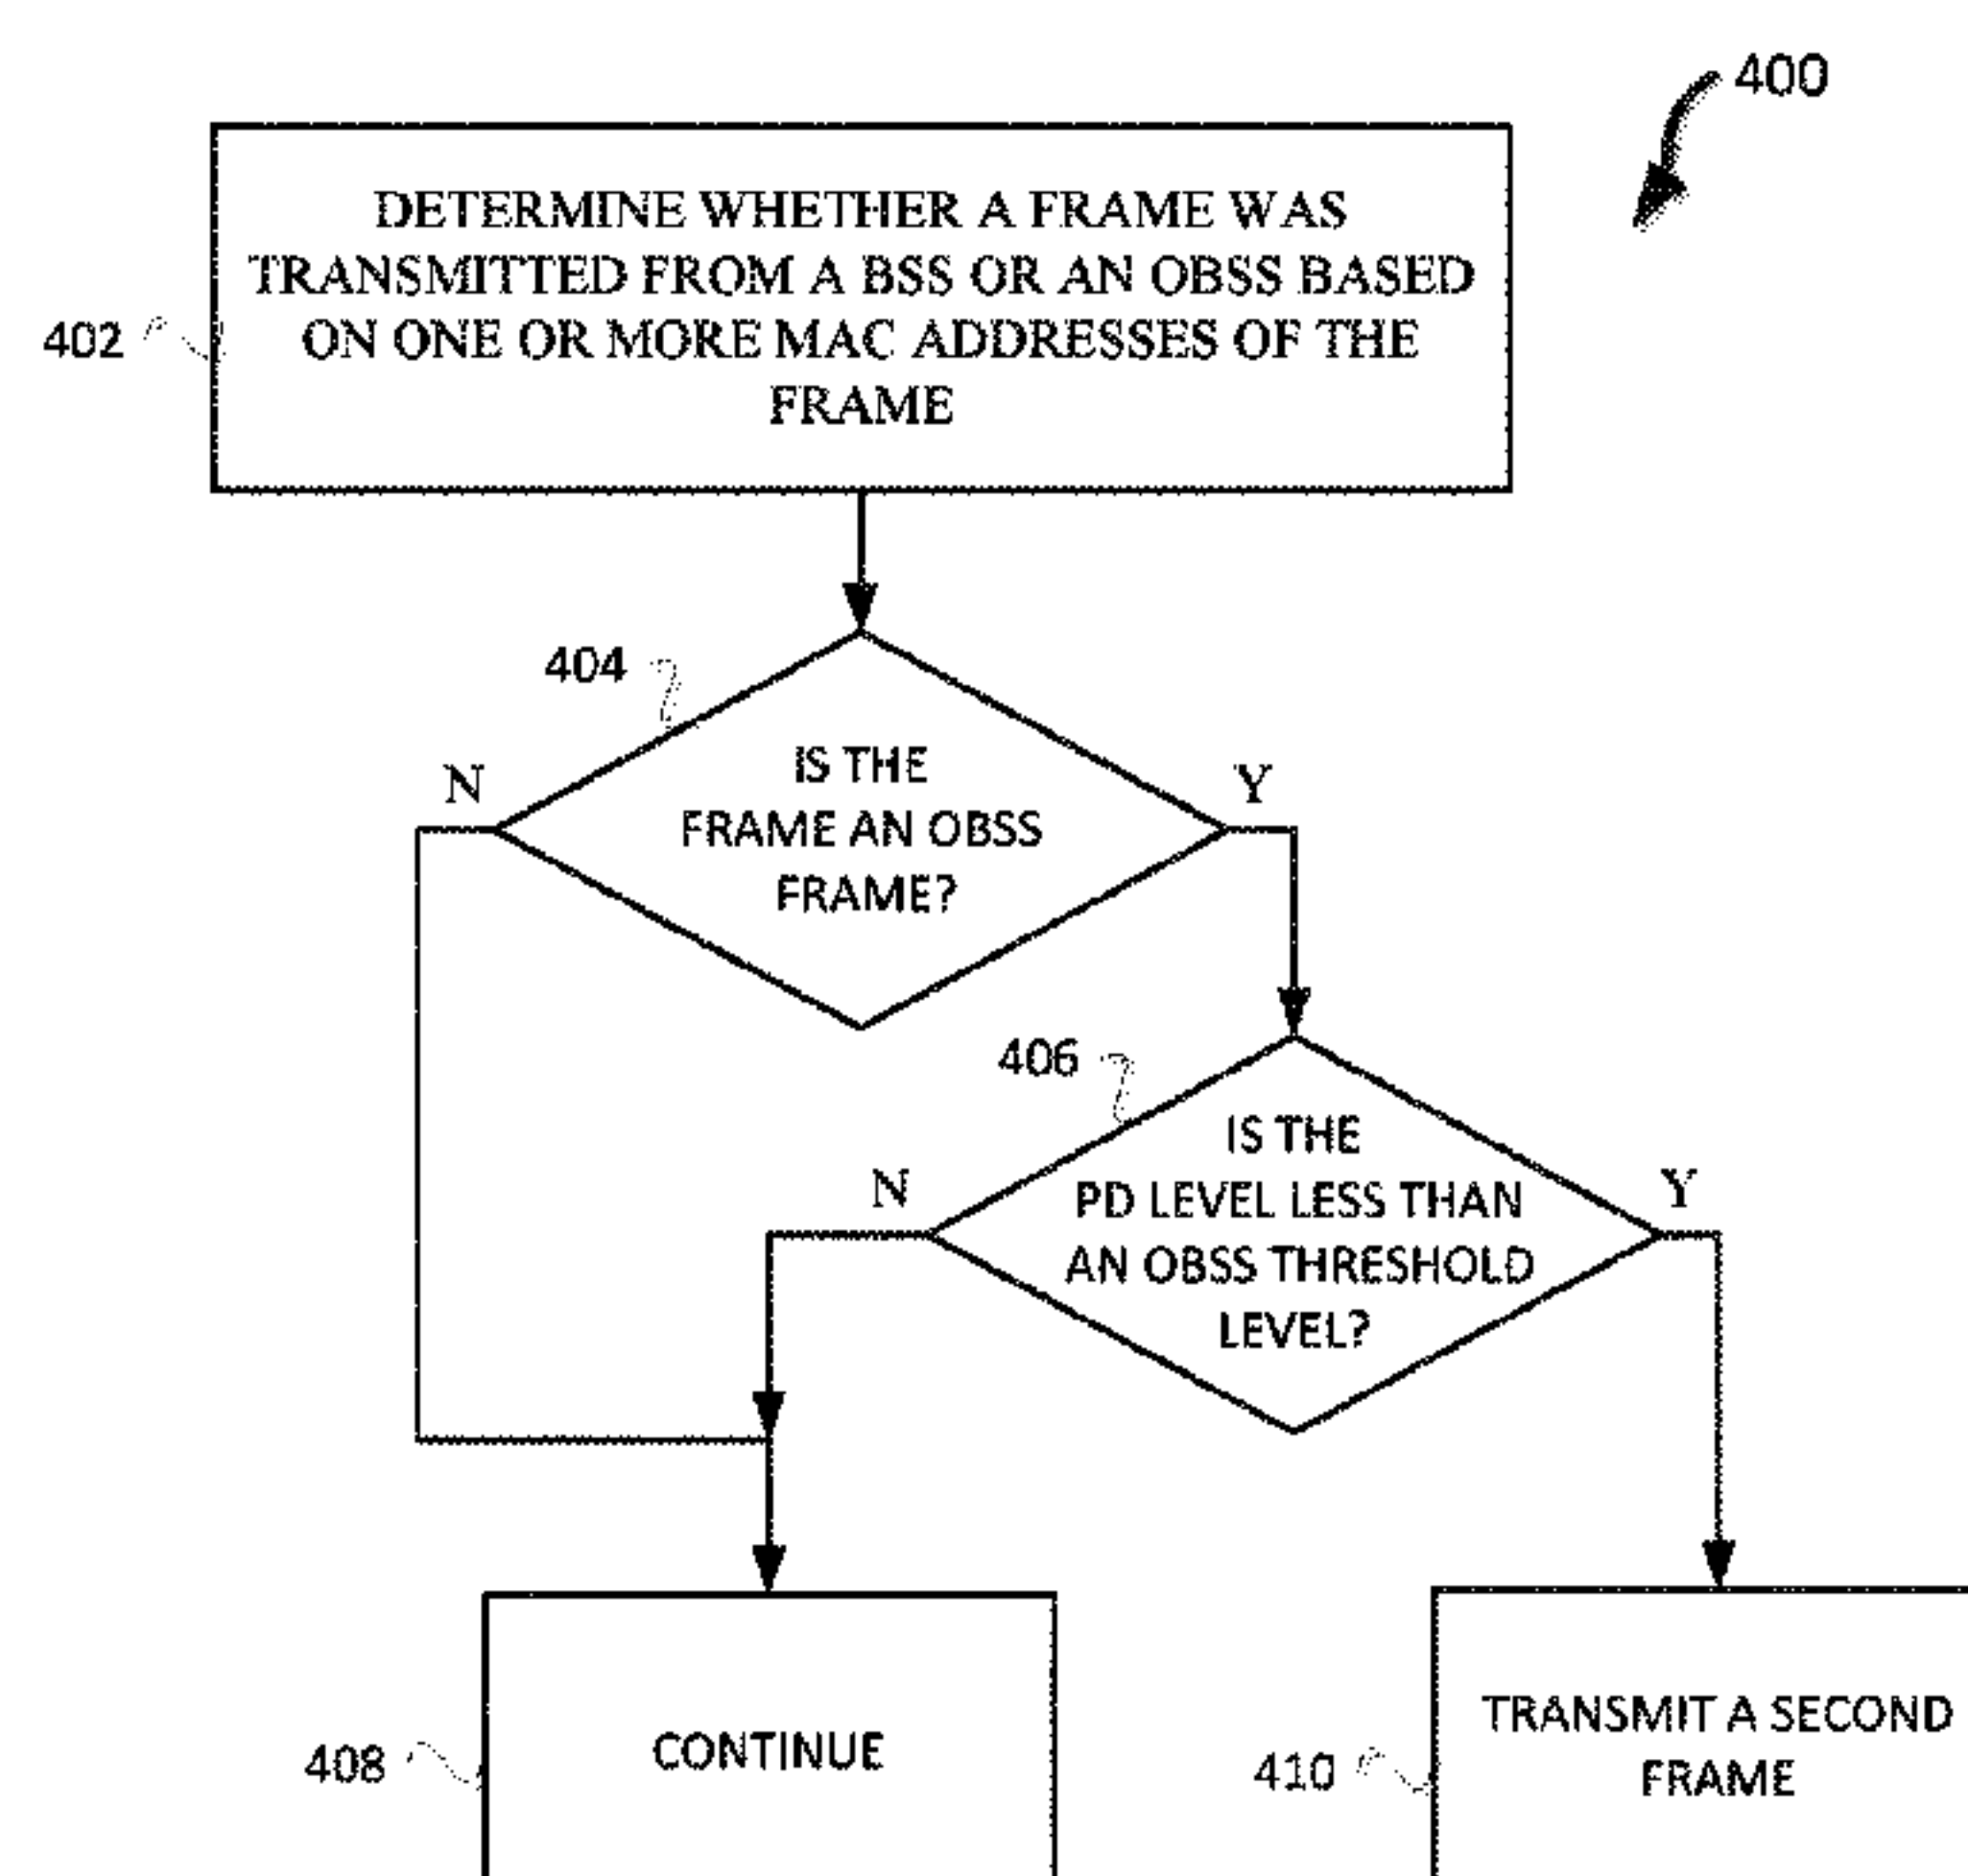 400
DETERMINE WHETHER A FRAME WAS
TRANSMITTED FROM A BSS OR AN OBSS BASED
402
ON ONE OR MORE MAC ADDRESSES OF THE
FRAME
404
N
Y
IS THE
FRAME AN OBSS
FRAME?
406
N
Y
IS THE
PD LEVEL LESS THAN
AN OBSS THRESHOLD
LEVEL?
408
CONTINUE
410
TRANSMIT A SECOND
FRAME